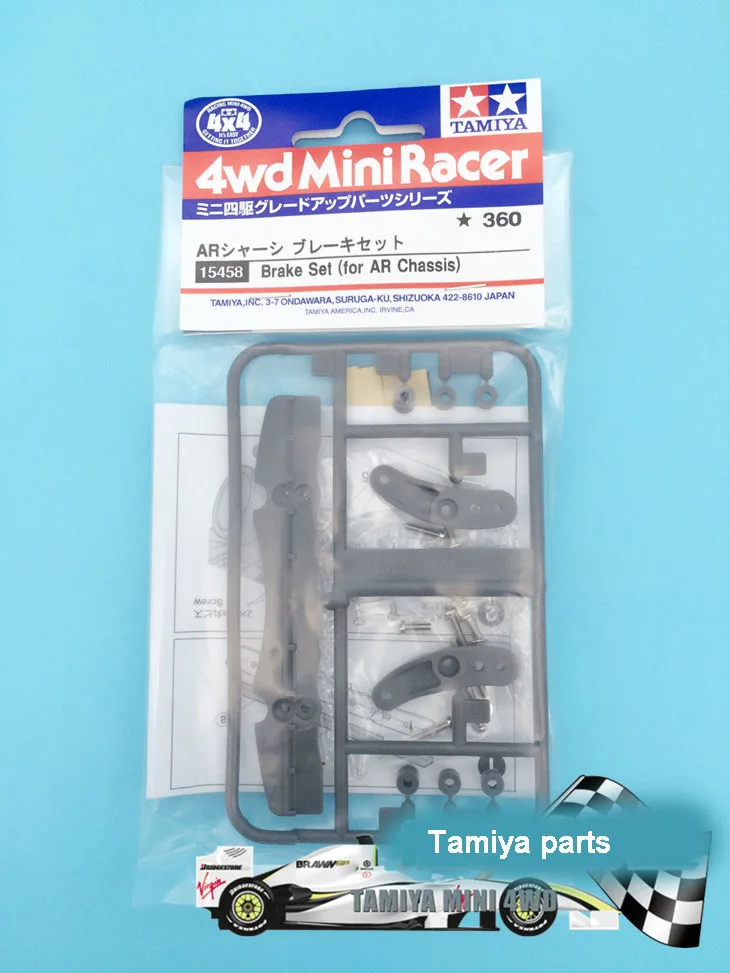 RACING MINI 4WD
4x4
It's EASY
GETTING IT TOGETHER
TAMIYA
4wd Mini Racer
ミニ四駆グレードアップパーツシリーズ
★ 360
ARシャーシ ブレーキセット
15458 Brake Set (for AR Chassis)
TAMIYA,INC. 3-7 ONDAWARA, SURUGA-KU, SHIZUOKA 422-8610 JAPAN
TAMIYA AMERICA,INC. IRVINE,CA
Screw
Tamiya parts
BRIDGESTONE
BRAWN GP
Virgin
TAMIYA MINI 4WD